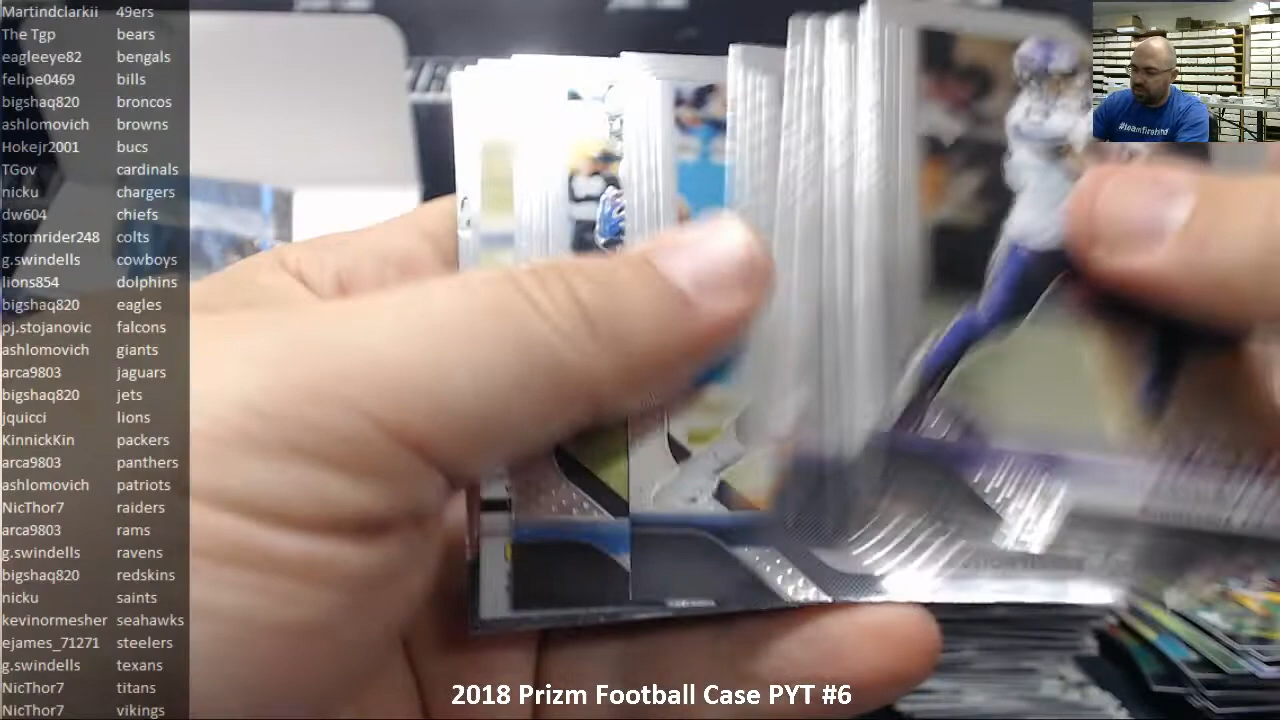 Martindclarkii 49ers
The Tgp bears
eagleeye82 bengals
felipe0469 bills
bigshaq820 broncos
ashlomovich browns
Hokejr2001 bucs
TGov cardinals
nicku chargers
dw604 chiefs
stormrider248 colts
g.swindells cowboys
lions854 dolphins
bigshaq820 eagles
pj.stojanovic falcons
ashlomovich giants
arca9803 jaguars
bigshaq820 jets
jquicci lions
KinnickKin packers
arca9803 panthers
ashlomovich patriots
NicThor7 raiders
arca9803 rams
g.swindells ravens
bigshaq820 redskins
nicku saints
kevinormesher seahawks
ejames_71271 steelers
g.swindells texans
NicThor7 titans
NicThor7 vikings
2018 Prizm Football Case PYT #6